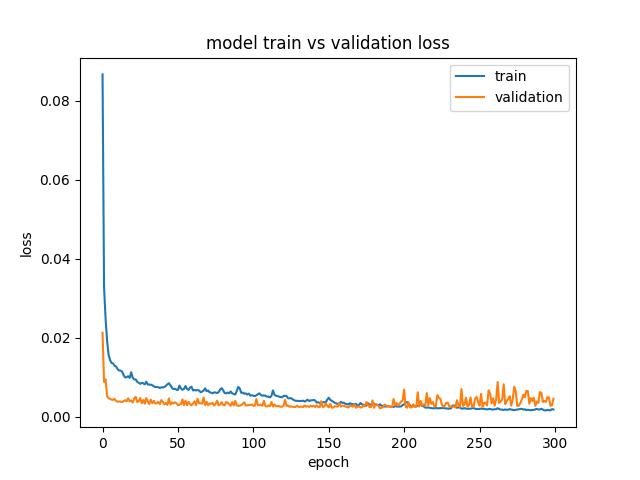 model train vs validation loss
train
validation
0.08
0.06
0.04
0.02
0.00
loss
0 50 100 150 200 250 300
epoch